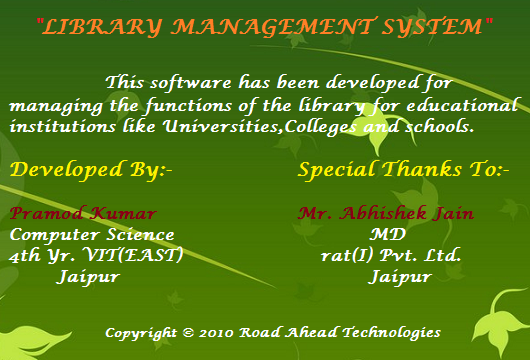 "LIBRARY MANAGEMENT SYSTEM"
This software has been developed for
managing the functions of the library for educational
institutions like Universities,Colleges and schools.
Developed By:-
Pramod Kumar
Computer Science
4th Yr. VIT(EAST)
Jaipur
Special Thanks To:-
Mr. Abhishek Jain
MD
rat(I) Pvt. Ltd.
Jaipur
Copyright © 2010 Road Ahead Technologies